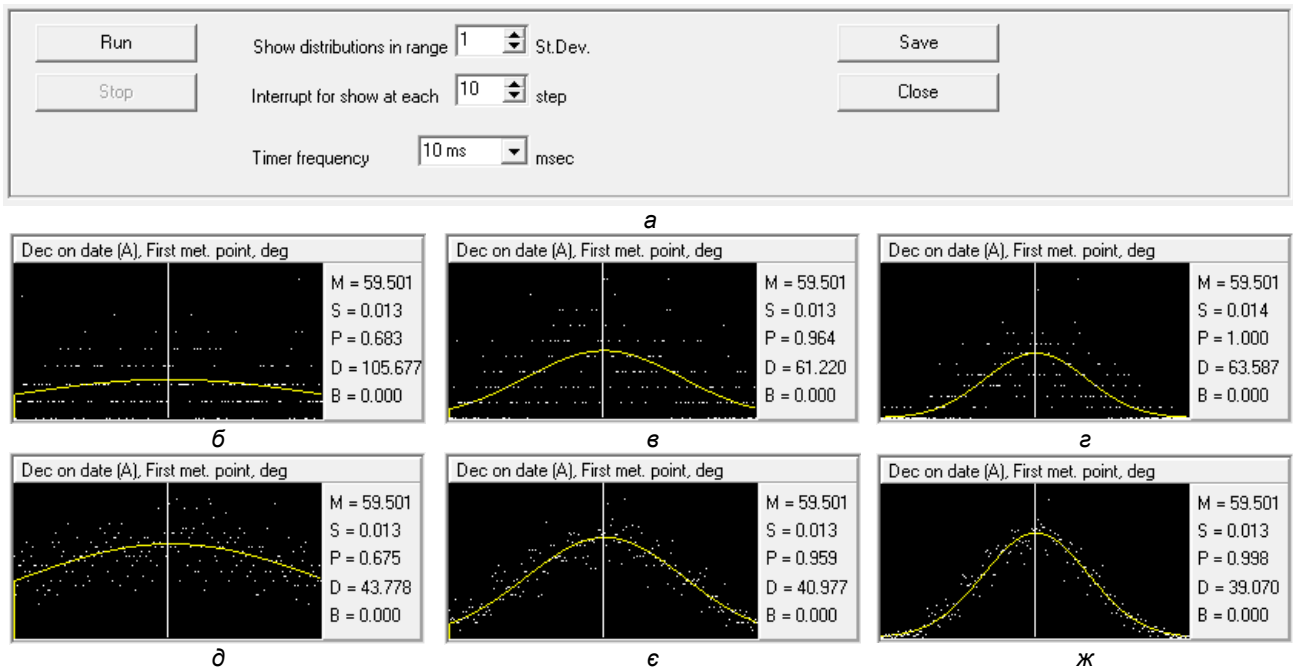 Run
Show distributions in range 1 St.Dev.
Save
Stop
Interrupt for show at each 10 step
Close
Timer frequency 10 ms msec
а
Dec on date (A), First met. point, deg
M = 59.501
S = 0.013
P = 0.683
D = 105.677
B = 0.000
б
Dec on date (A), First met. point, deg
M = 59.501
S = 0.013
P = 0.964
D = 61.220
B = 0.000
в
Dec on date (A), First met. point, deg
M = 59.501
S = 0.014
P = 1.000
D = 63.587
B = 0.000
г
Dec on date (A), First met. point, deg
M = 59.501
S = 0.013
P = 0.675
D = 43.778
B = 0.000
д
Dec on date (A), First met. point, deg
M = 59.501
S = 0.013
P = 0.959
D = 40.977
B = 0.000
є
Dec on date (A), First met. point, deg
M = 59.501
S = 0.013
P = 0.998
D = 39.070
B = 0.000
ж